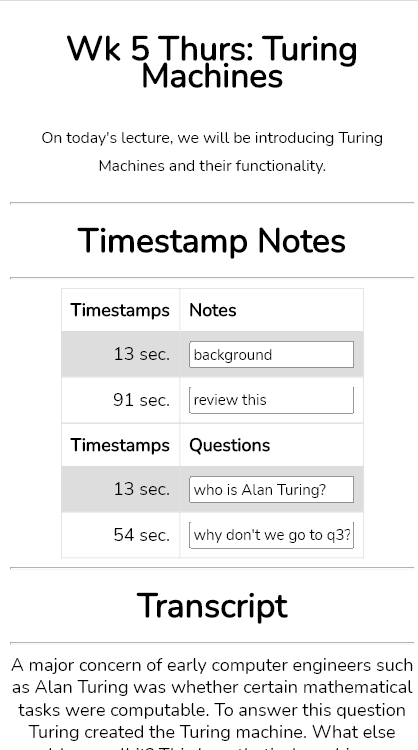 Wk 5 Thurs: Turing
Machines
On today's lecture, we will be introducing Turing
Machines and their functionality.
Timestamp Notes
Timestamps Notes
13 sec. background
91 sec. review this
Timestamps Questions
13 sec. who is Alan Turing?
54 sec. why don't we go to q3?
Transcript
A major concern of early computer engineers such
as Alan Turing was whether certain mathematical
tasks were computable. To answer this question
Turing created the Turing machine. What else